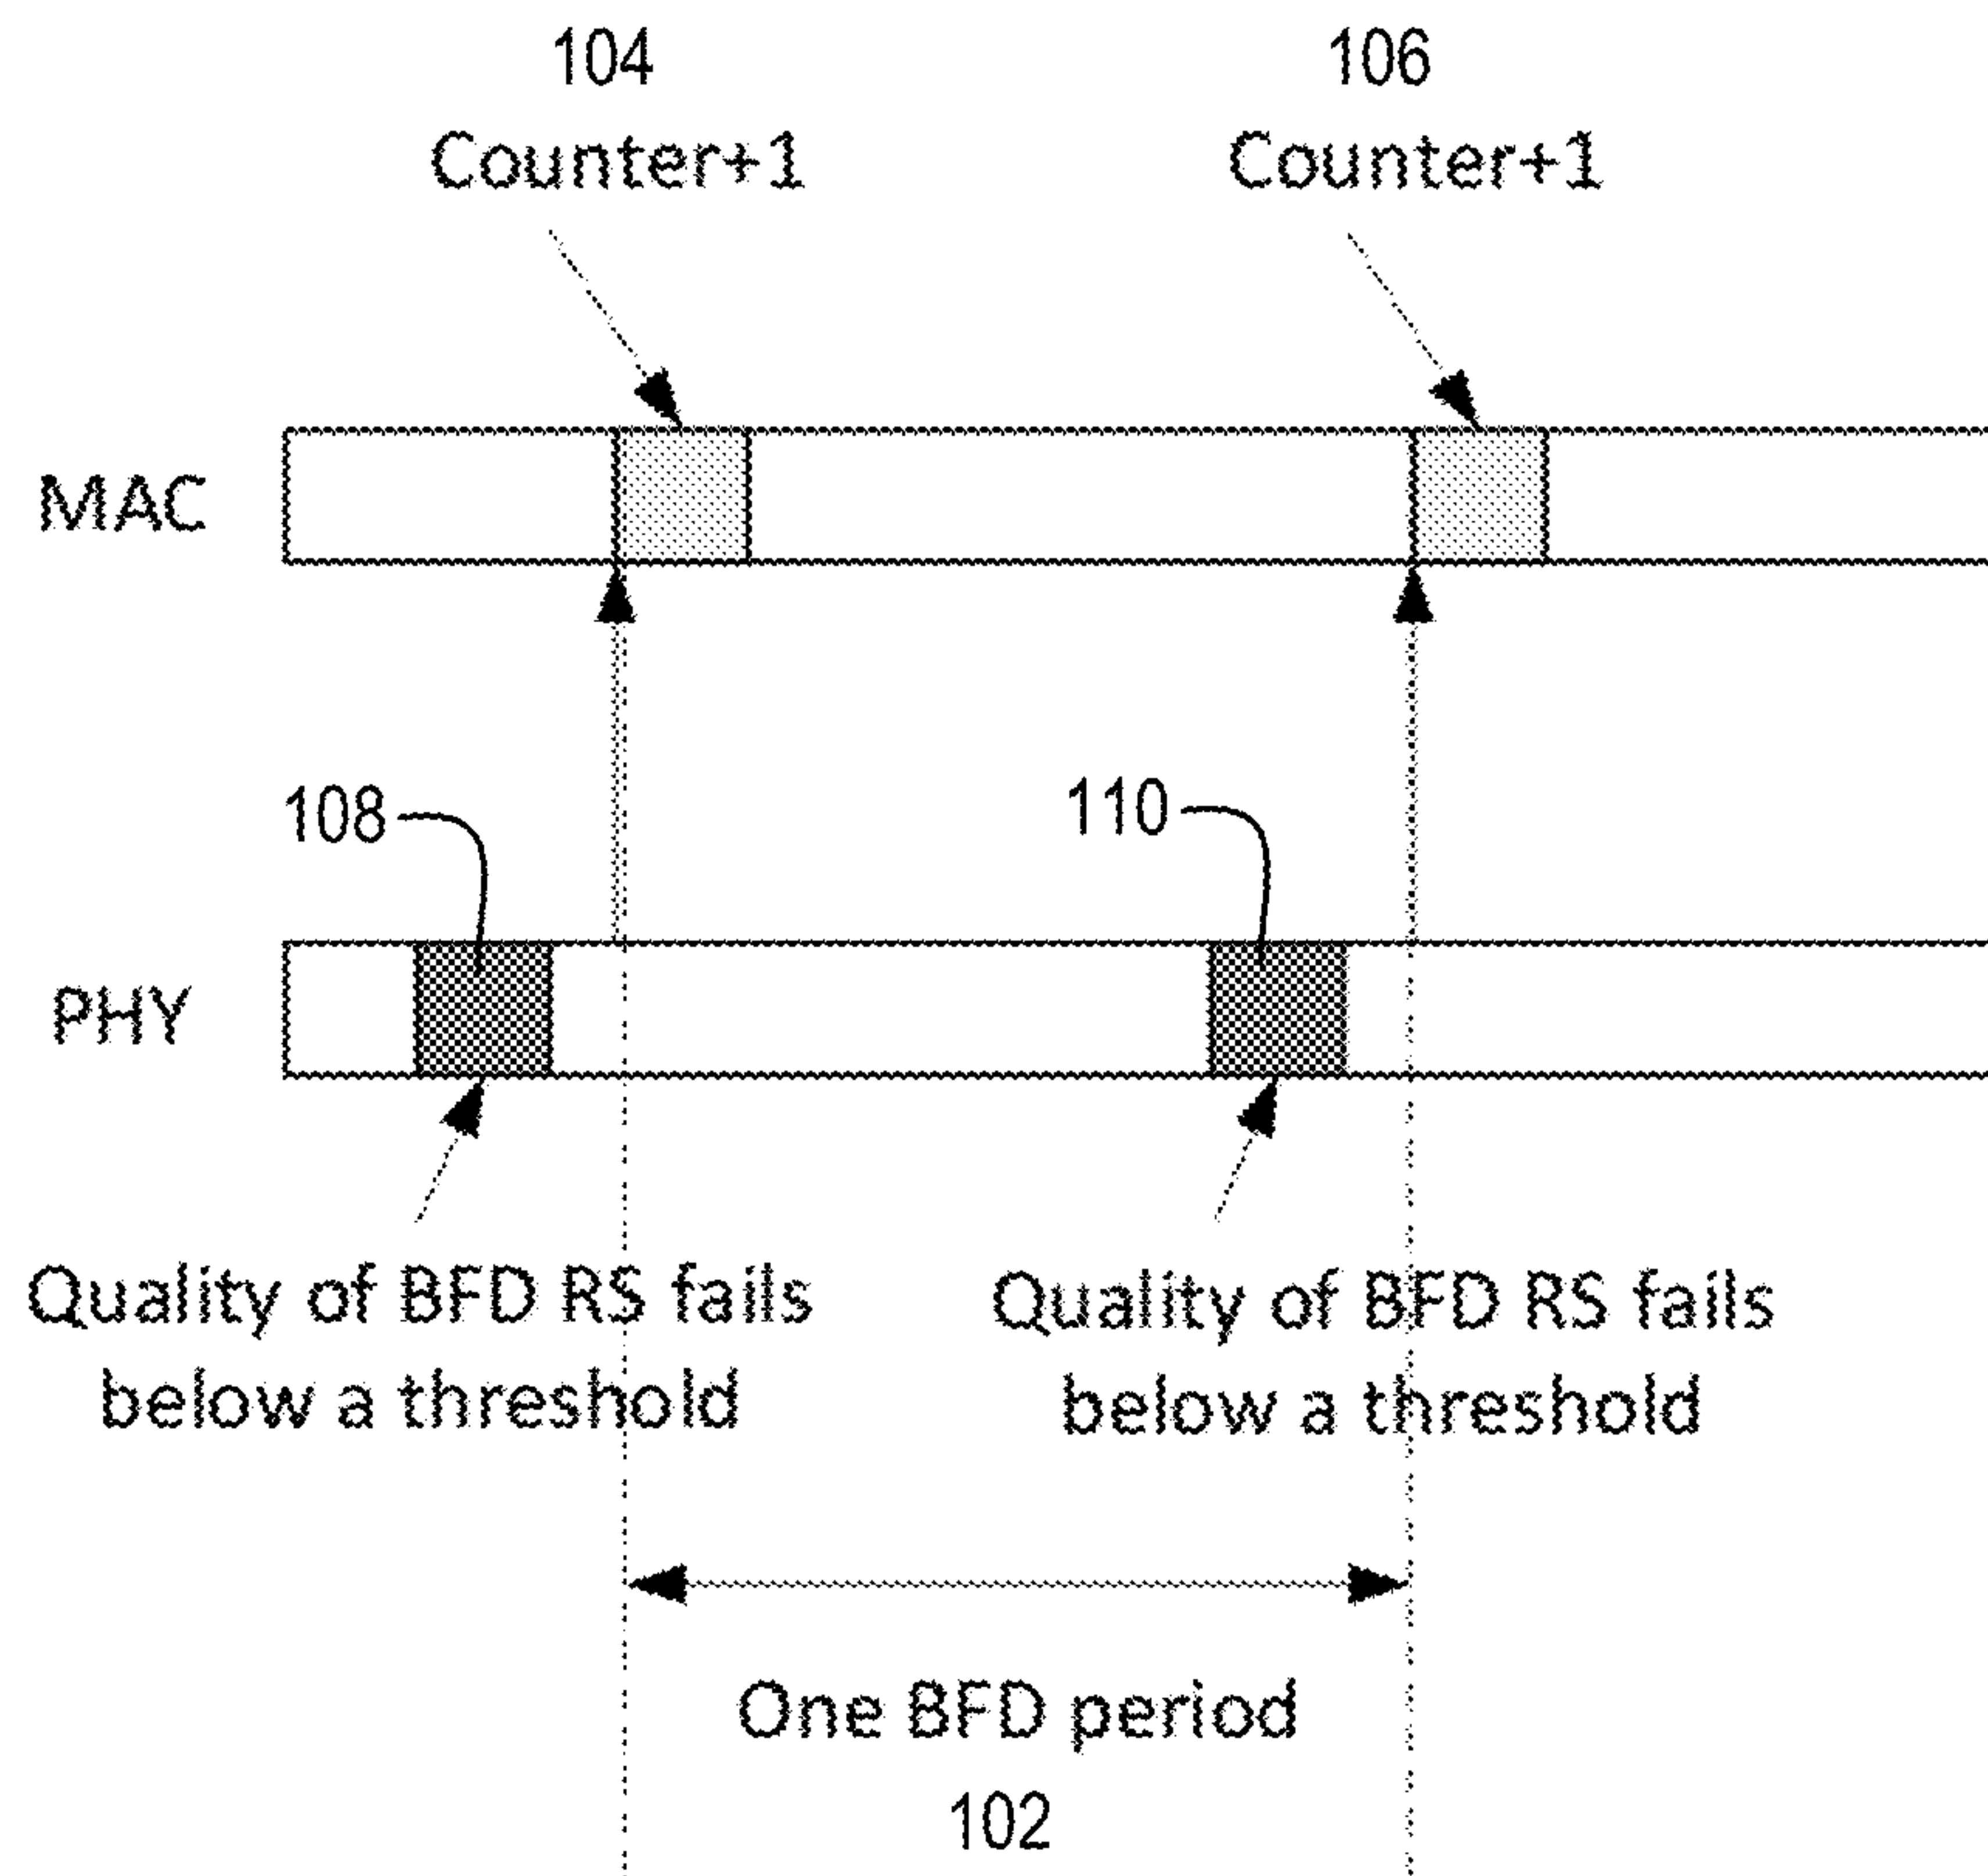 104
Counter+1
106
Counter+1
MAC
108
110
PHY
Quality of BFD RS fails
below a threshold
Quality of BFD RS fails
below a threshold
One BFD period
102